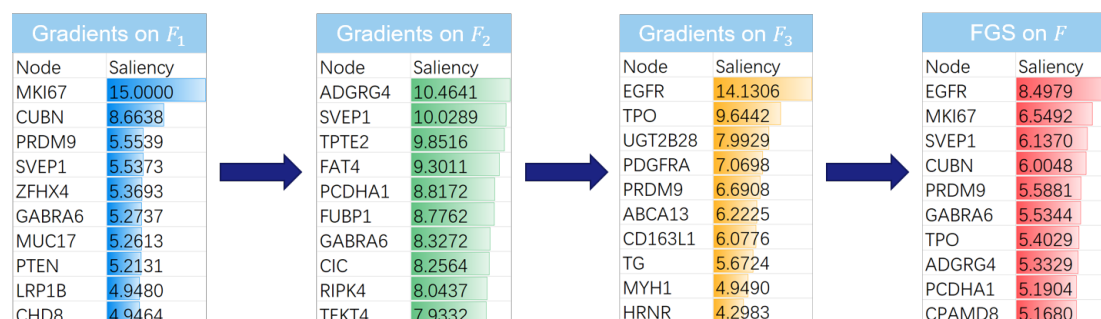 Gradients on F₁
Node Saliency
MKI67 15.0000
CUBN 8.6638
PRDM9 5.5539
SVEP1 5.5373
ZFHX4 5.3693
GABRA6 5.2737
MUC17 5.2613
PTEN 5.2131
LRP1B 4.9480
CHD8 4.9464
Gradients on F₂
Node Saliency
ADGRG4 10.4641
SVEP1 10.0289
TPTE2 9.8516
FAT4 9.3011
PCDHA1 8.8172
FUBP1 8.7762
GABRA6 8.3272
CIC 8.2564
RIPK4 8.0437
TEKT4 7.9332
Gradients on F₃
Node Saliency
EGFR 14.1306
TPO 9.6442
UGT2B28 7.9929
PDGFRA 7.0698
PRDM9 6.6908
ABCA13 6.2225
CD163L1 6.0776
TG 5.6724
MYH1 4.9490
HRNR 4.2983
FGS on F
Node Saliency
EGFR 8.4979
MKI67 6.5492
SVEP1 6.1370
CUBN 6.0048
PRDM9 5.5881
GABRA6 5.5344
TPO 5.4029
ADGRG4 5.3329
PCDHA1 5.1904
CPAMD8 5.1680